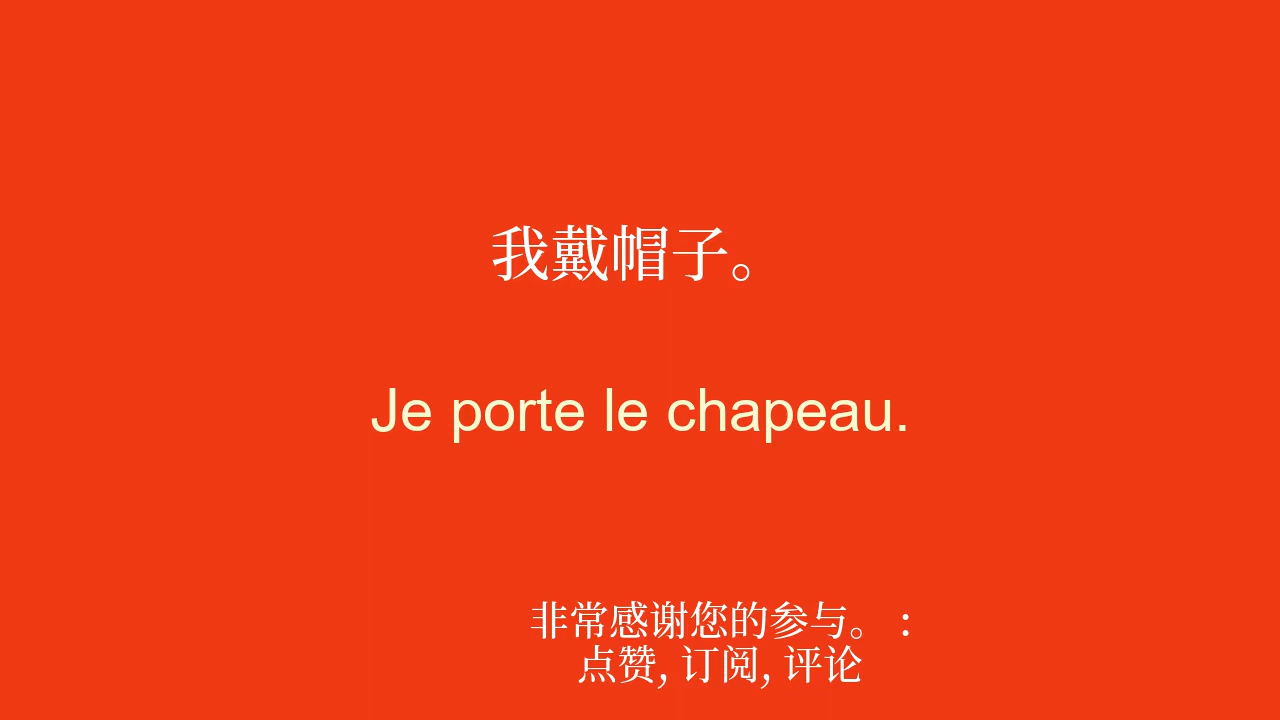 我戴帽子。
Je porte le chapeau.
非常感谢您的参与。 :
点赞, 订阅, 评论